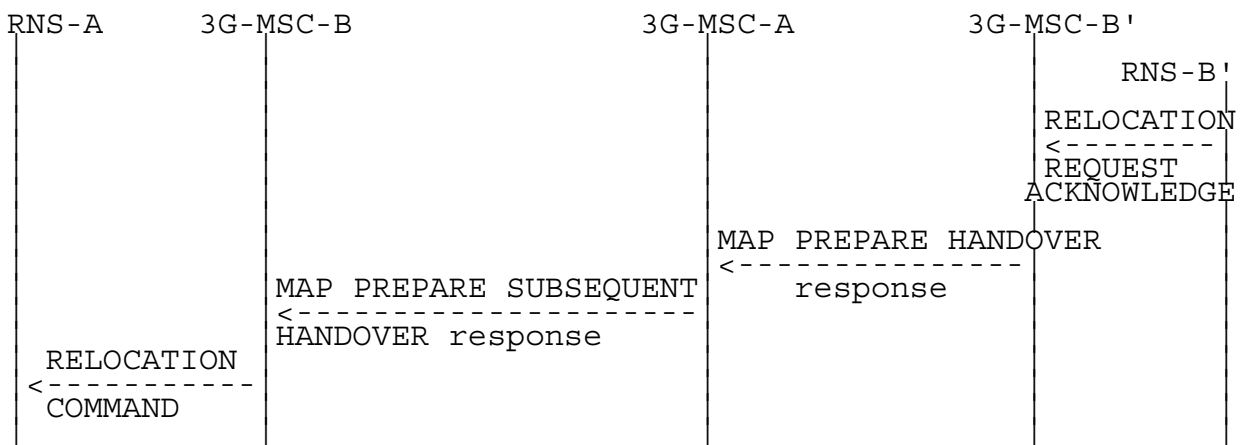 RNS-A 3G-MSC-B 3G-MSC-A 3G-MSC-B'
RNS-B'
RELOCATION
REQUEST
ACKNOWLEDGE
MAP PREPARE HANDOVER
response
MAP PREPARE SUBSEQUENT
HANDOVER response
RELOCATION
COMMAND